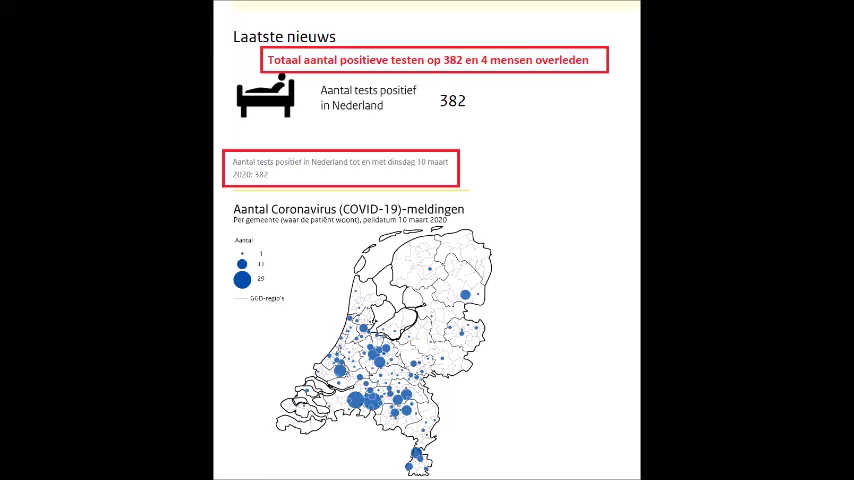 Laatste nieuws
Totaal aantal positieve testen op 382 en 4 mensen overleden
Aantal tests positief
in Nederland
382
Aantal tests positief in Nederland tot en met dinsdag 10 maart
2020: 382
Aantal Coronavirus (COVID-19)-meldingen
Per gemeente (waar de patiënt woont), peildatum 10 maart 2020
Aantal
1
11
29
GGD-regio's